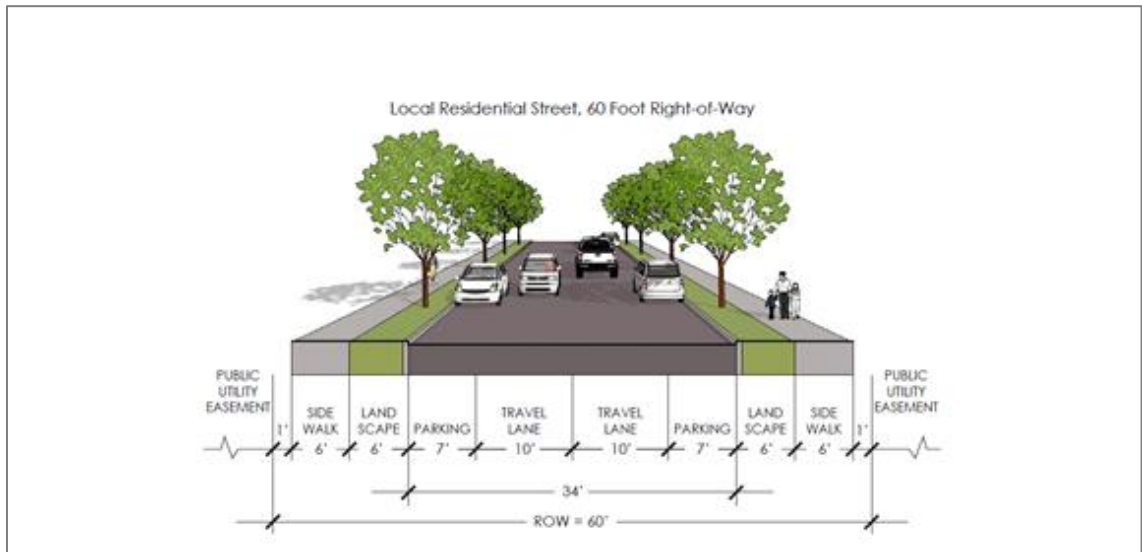 Local Residential Street, 60 Foot Right-of-Way
PUBLIC
UTILITY
EASEMENT
1'
SIDE
WALK
6'
LAND
SCAPE
6'
PARKING
7'
TRAVEL
LANE
10'
TRAVEL
LANE
10'
PARKING
7'
LAND
SCAPE
6'
SIDE
WALK
6'
1'
PUBLIC
UTILITY
EASEMENT
34'
ROW = 60'